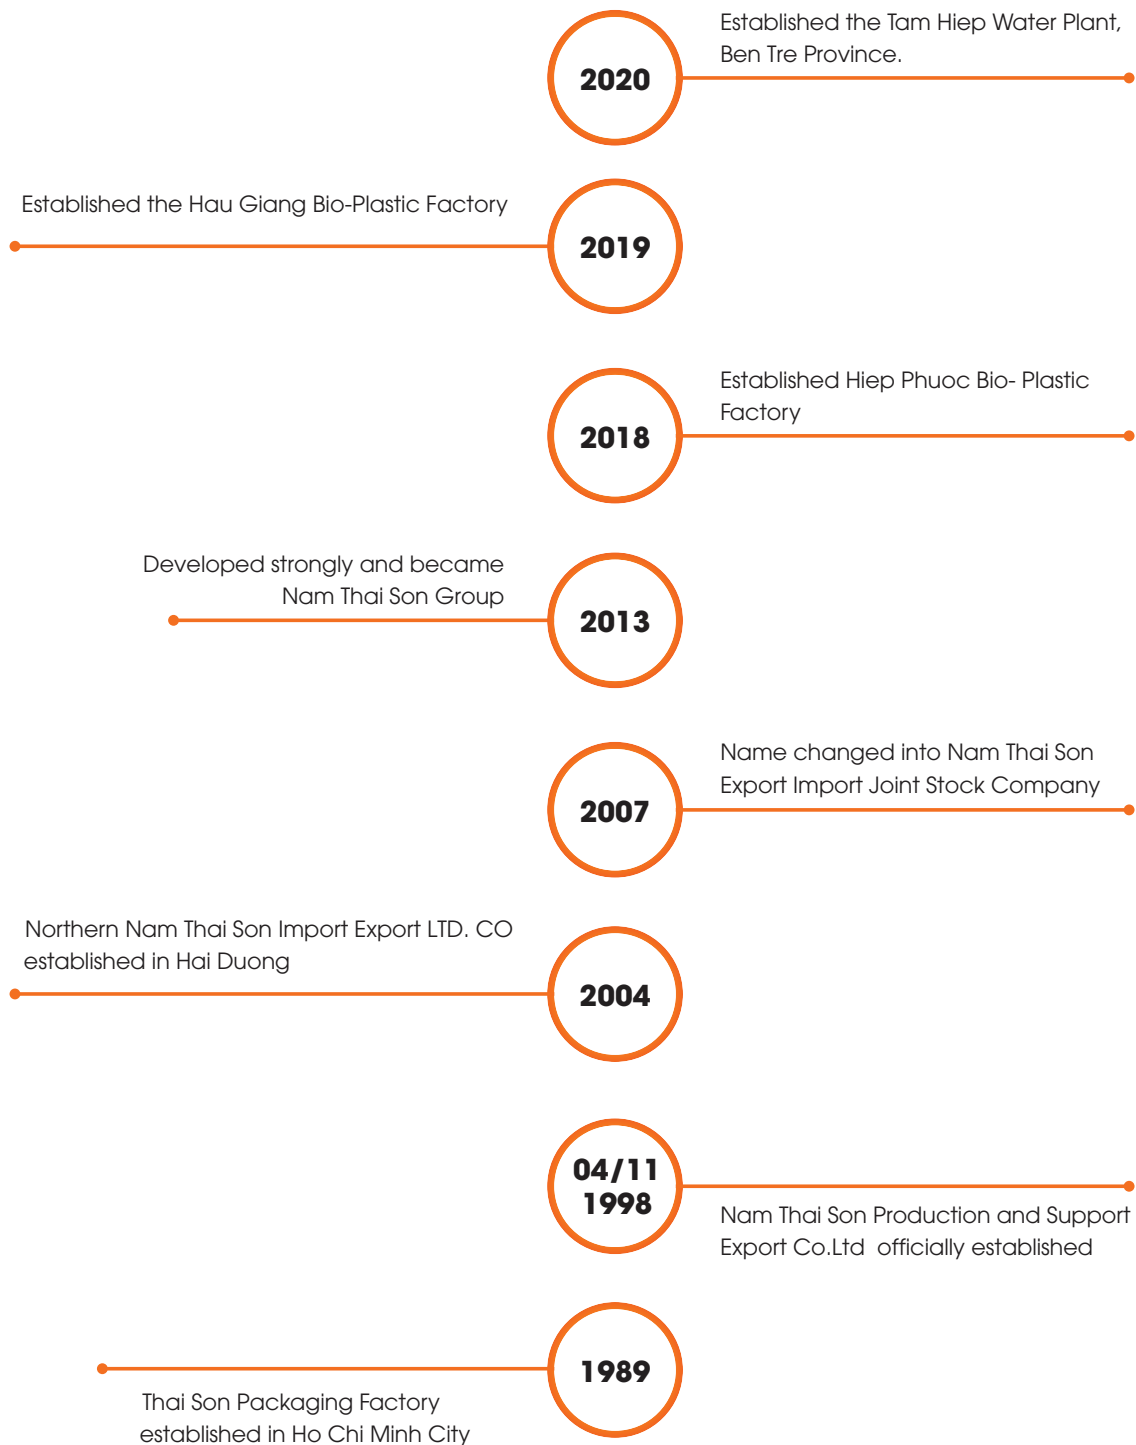 Established the Tam Hiep Water Plant,
Ben Tre Province.
2020
Established the Hau Giang Bio-Plastic Factory
2019
Established Hiep Phuoc Bio- Plastic
Factory
2018
Developed strongly and became
Nam Thai Son Group
2013
Name changed into Nam Thai Son
Export Import Joint Stock Company
2007
Northern Nam Thai Son Import Export LTD. CO
established in Hai Duong
2004
04/11
1998
Nam Thai Son Production and Support
Export Co.Ltd officially established
1989
Thai Son Packaging Factory
established in Ho Chi Minh City